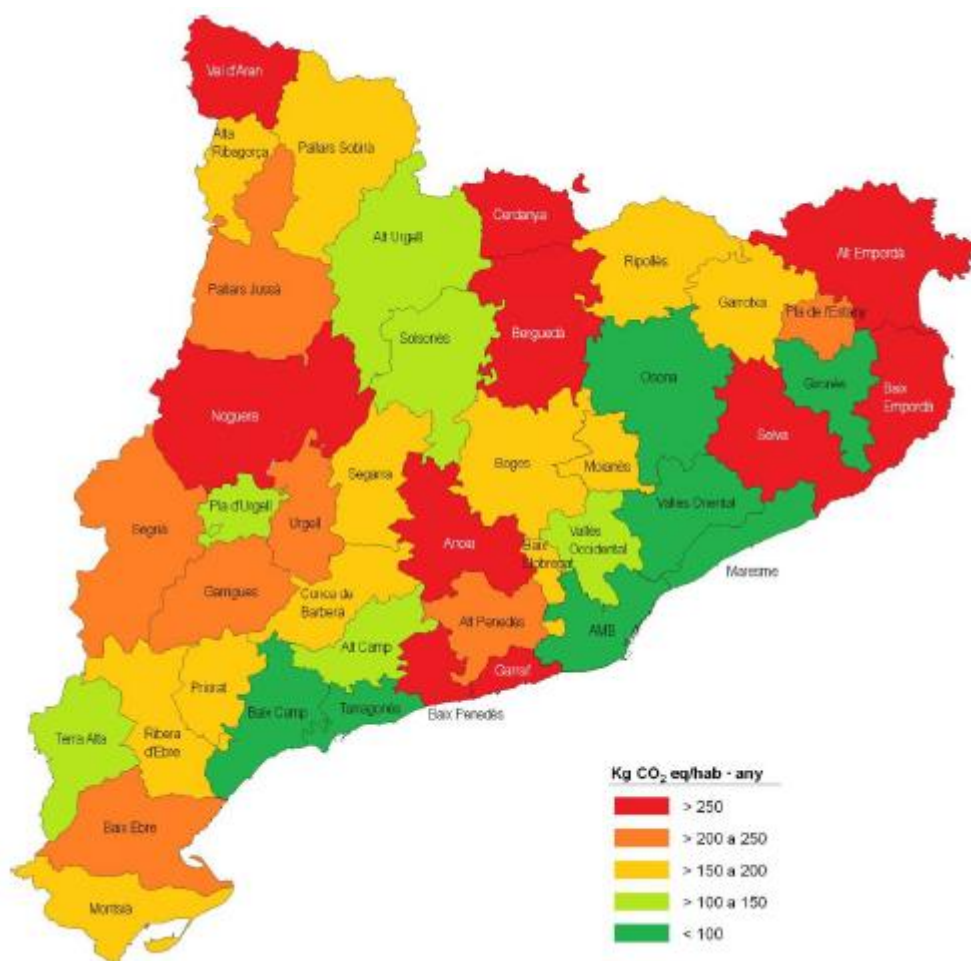 Val d'Aran
Alta
Ribagorça
Pallars Sobirà
Cerdanya
Alt Urgell
Ripollès
Alt Empordà
Garrotxa
Pla de l'Estany
Pallars Jussà
Berguedà
Solsonès
Osona
Gironès
Baix
Empordà
Noguera
Selva
Bages
Moianès
Segarra
Pla d'Urgell
Urgell
Vallès Oriental
Segrià
Anoia
Vallès
Occidental
Baix
Llobregat
Maresme
Garrigues
Conca de
Barberà
Alt Penedès
AMB
Alt Camp
Garraf
Priorat
Baix Camp
Tarragonès
Baix Penedès
Terra Alta
Ribera
d'Ebre
Baix Ebre
Montsià
Kg CO₂ eq/hab - any
> 250
> 200 a 250
> 150 a 200
> 100 a 150
< 100